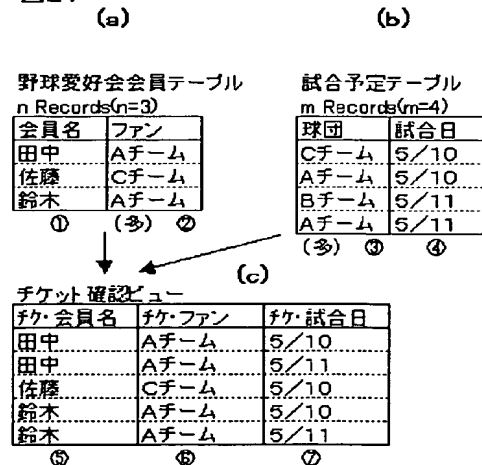 (a)
(b)
野球愛好会会員テーブル
n Records(n=3)
会員名 ファン
田中 Aチーム
佐藤 Cチーム
鈴木 Aチーム
① (多) ②
試合予定テーブル
m Records(m=4)
球団 試合日
Cチーム 5/10
Aチーム 5/10
Bチーム 5/11
Aチーム 5/11
(多) ③ ④
(c)
チケット確認ビュー
チケ・会員名 チケ・ファン チケ・試合日
田中 Aチーム 5/10
田中 Aチーム 5/11
佐藤 Cチーム 5/10
鈴木 Aチーム 5/10
鈴木 Aチーム 5/11
⑤ ⑥ ⑦